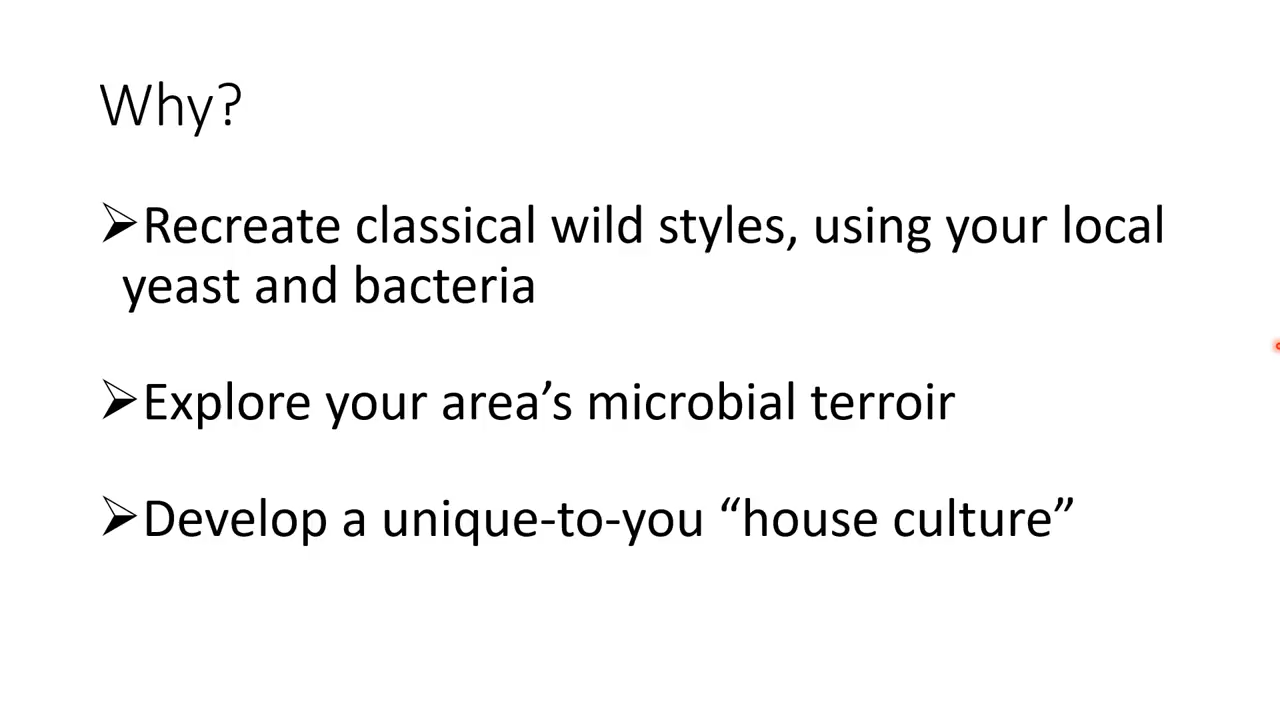 Why?
➢Recreate classical wild styles, using your local
yeast and bacteria
➢Explore your area’s microbial terroir
➢Develop a unique-to-you “house culture”